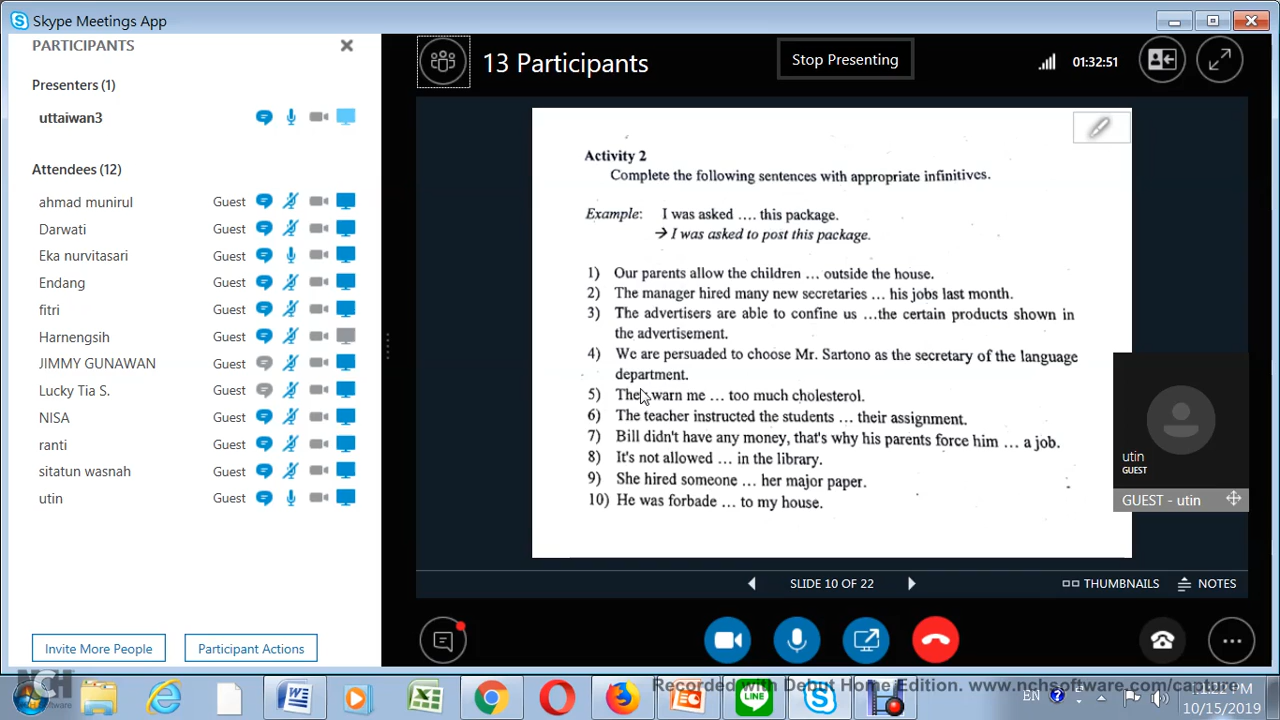 Skype Meetings App
PARTICIPANTS
Presenters (1)
uttaiwan3
Attendees (12)
ahmad munirul Guest
Darwati Guest
Eka nurvitasari Guest
Endang Guest
fitri Guest
Harnengsih Guest
JIMMY GUNAWAN Guest
Lucky Tia S. Guest
NISA Guest
ranti Guest
sitatun wasnah Guest
utin Guest
Invite More People
Participant Actions
13 Participants
Stop Presenting
01:32:51
Activity 2
Complete the following sentences with appropriate infinitives.
Example: I was asked .... this package.
→ I was asked to post this package.
1) Our parents allow the children ... outside the house.
2) The manager hired many new secretaries ... his jobs last month.
3) The advertisers are able to confine us ...the certain products shown in
the advertisement.
4) We are persuaded to choose Mr. Sartono as the secretary of the language
department.
5) They warn me ... too much cholesterol.
6) The teacher instructed the students ... their assignment.
7) Bill didn't have any money, that's why his parents force him ... a job.
8) It's not allowed ... in the library.
9) She hired someone ... her major paper.
10) He was forbade ... to my house.
utin
GUEST
GUEST - utin
SLIDE 10 OF 22
THUMBNAILS
NOTES
NCH
Recorded with Debut Home Edition. www.nchsoftware.com/capture
EN
11:22 PM
10/15/2019